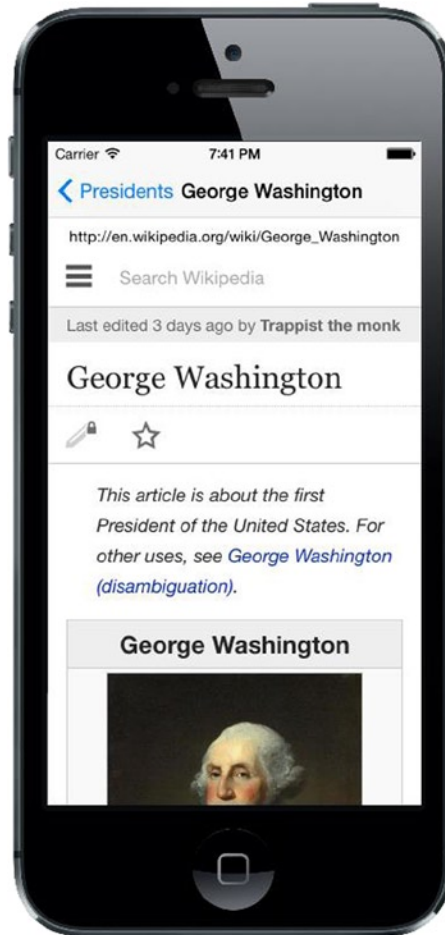 Carrier 7:41 PM
Presidents George Washington
http://en.wikipedia.org/wiki/George_Washington
Search Wikipedia
Last edited 3 days ago by Trappist the monk
George Washington
This article is about the first
President of the United States. For
other uses, see George Washington
(disambiguation).
George Washington